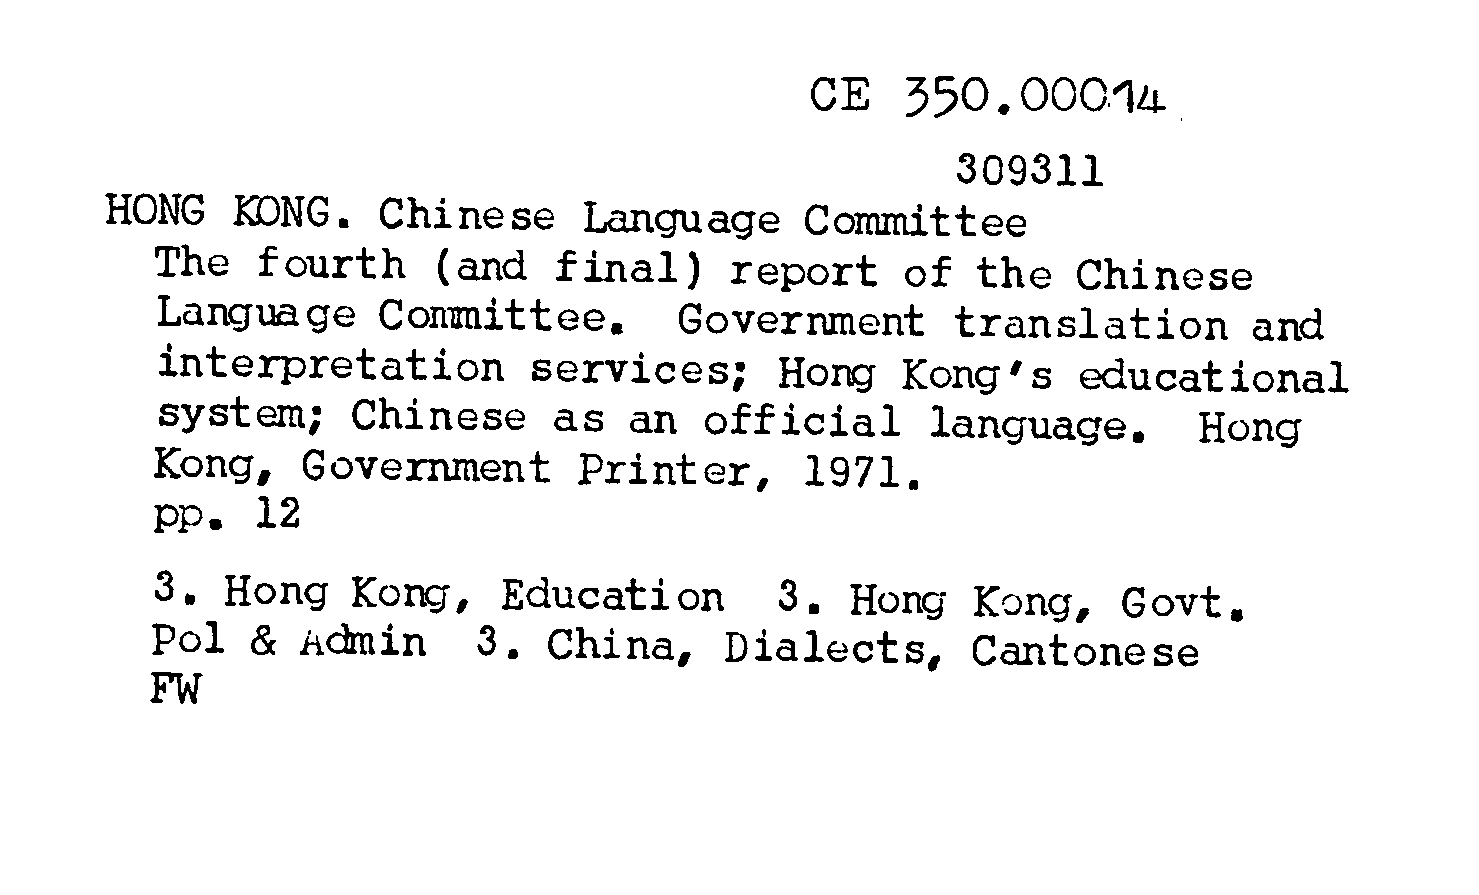 CE 350.00014
309311
HONG KONG. Chinese Language Committee
The fourth (and final) report of the Chinese
Language Committee. Government translation and
interpretation services; Hong Kong's educational
system; Chinese as an official language. Hong
Kong, Government Printer, 1971.
pp. 12
3. Hong Kong, Education 3. Hong Kong, Govt.
Pol & Admin 3. China, Dialects, Cantonese
FW